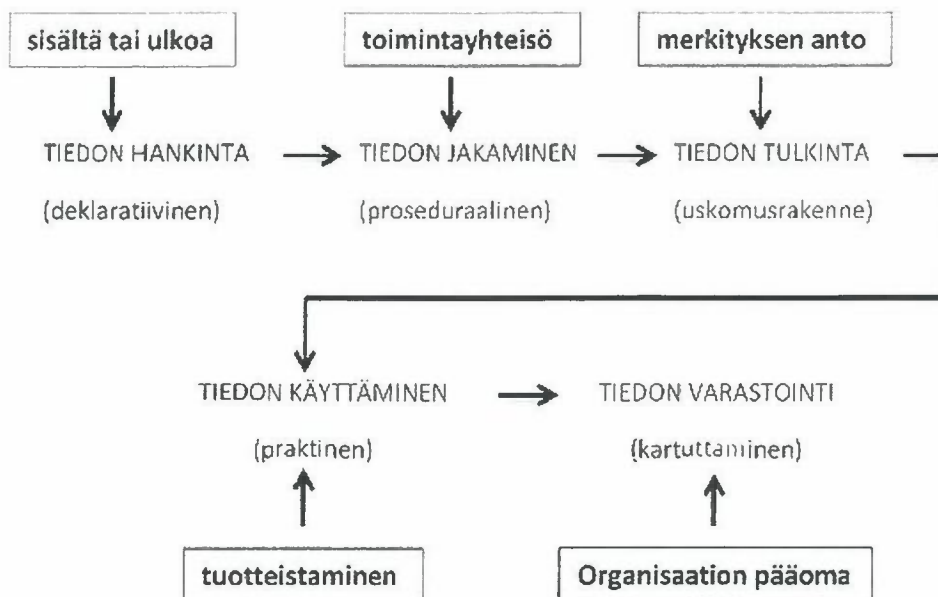 sisältä tai ulkoa
toimintayhteisö
merkityksen anto
TIEDON HANKINTA
TIEDON JAKAMINEN
TIEDON TULKINTA
(deklaratiivinen)
(proseduraalinen)
(uskomusrakenne)
TIEDON KÄYTTÄMINEN
TIEDON VARASTOINTI
(praktinen)
(kartuttaminen)
tuotteistaminen
Organisaation pääoma